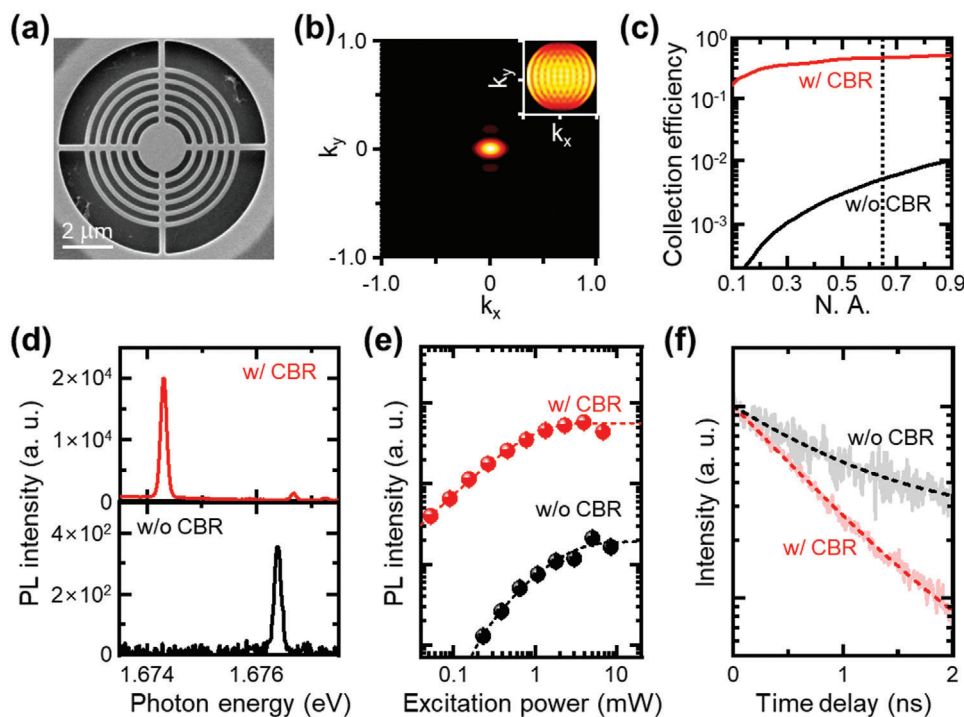 (a)
2 μm
(b)
1.0
0
-1.0
k_y
-1.0
0
1.0
k_x
k_y
k_x
(c)
10^0
10^-1
10^-2
10^-3
Collection efficiency
w/ CBR
w/o CBR
0.1 0.3 0.5 0.7 0.9
N. A.
(d)
2×10^4
1×10^4
0
4×10^2
2×10^2
0
PL intensity (a. u.)
w/ CBR
w/o CBR
1.674 1.676
Photon energy (eV)
(e)
PL intensity (a. u.)
w/ CBR
w/o CBR
0.1 1 10
Excitation power (mW)
(f)
Intensity (a. u.)
w/o CBR
w/ CBR
0 1 2
Time delay (ns)